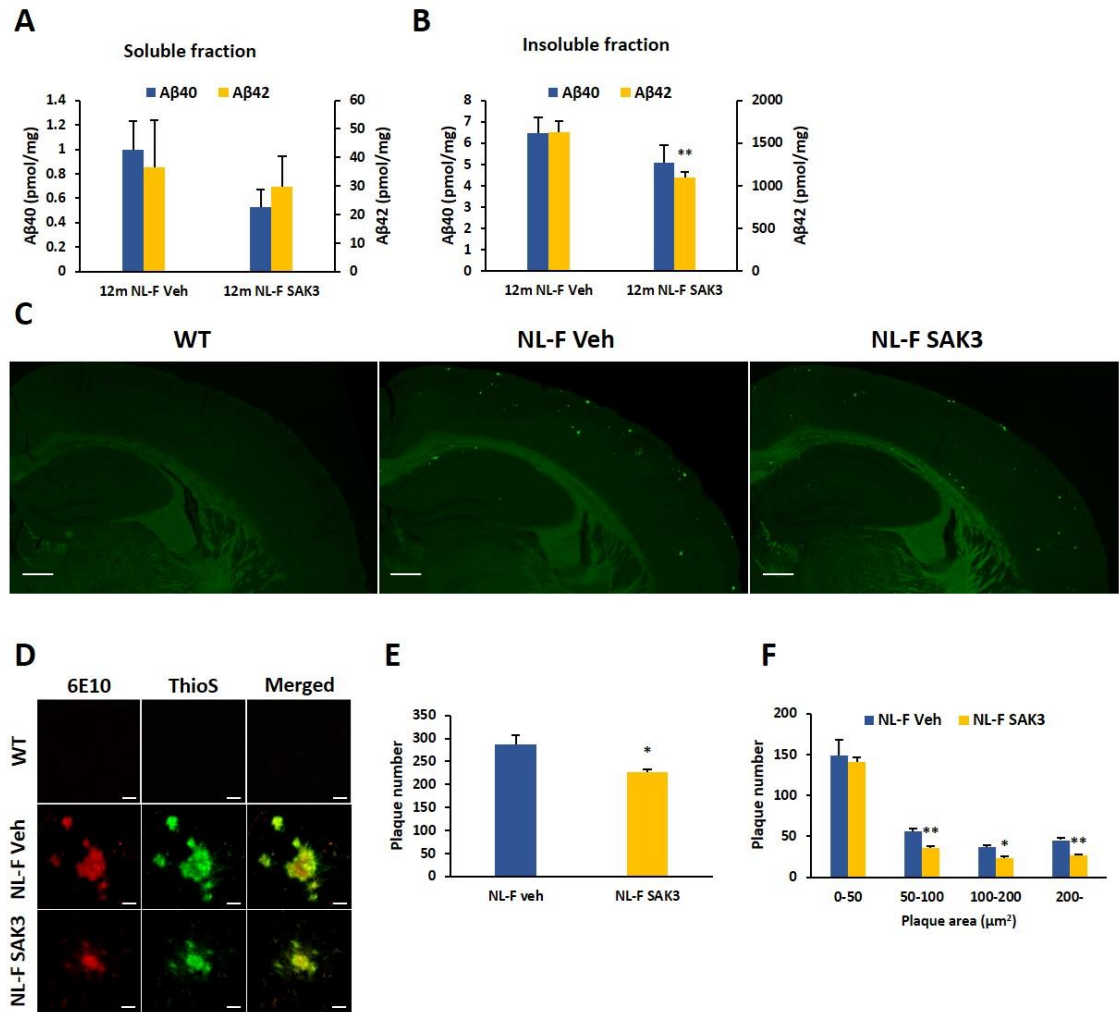 A
Soluble fraction
Aβ40 Aβ42
1.4
1.2
1
0.8
0.6
0.4
0.2
0
Aβ40 (pmol/mg)
60
50
40
30
20
10
0
Aβ42 (pmol/mg)
12m NL-F Veh 12m NL-F SAK3
B
Insoluble fraction
Aβ40 Aβ42
8
7
6
5
4
3
2
1
0
Aβ40 (pmol/mg)
**
2000
1500
1000
500
0
Aβ42 (pmol/mg)
12m NL-F Veh 12m NL-F SAK3
C
WT NL-F Veh NL-F SAK3
D
6E10 ThioS Merged
WT
NL-F Veh
NL-F SAK3
E
350
300
250
200
150
100
50
0
Plaque number
*
NL-F veh NL-F SAK3
F
NL-F Veh NL-F SAK3
200
150
100
50
0
Plaque number
** * **
0-50 50-100 100-200 200-
Plaque area (μm²)